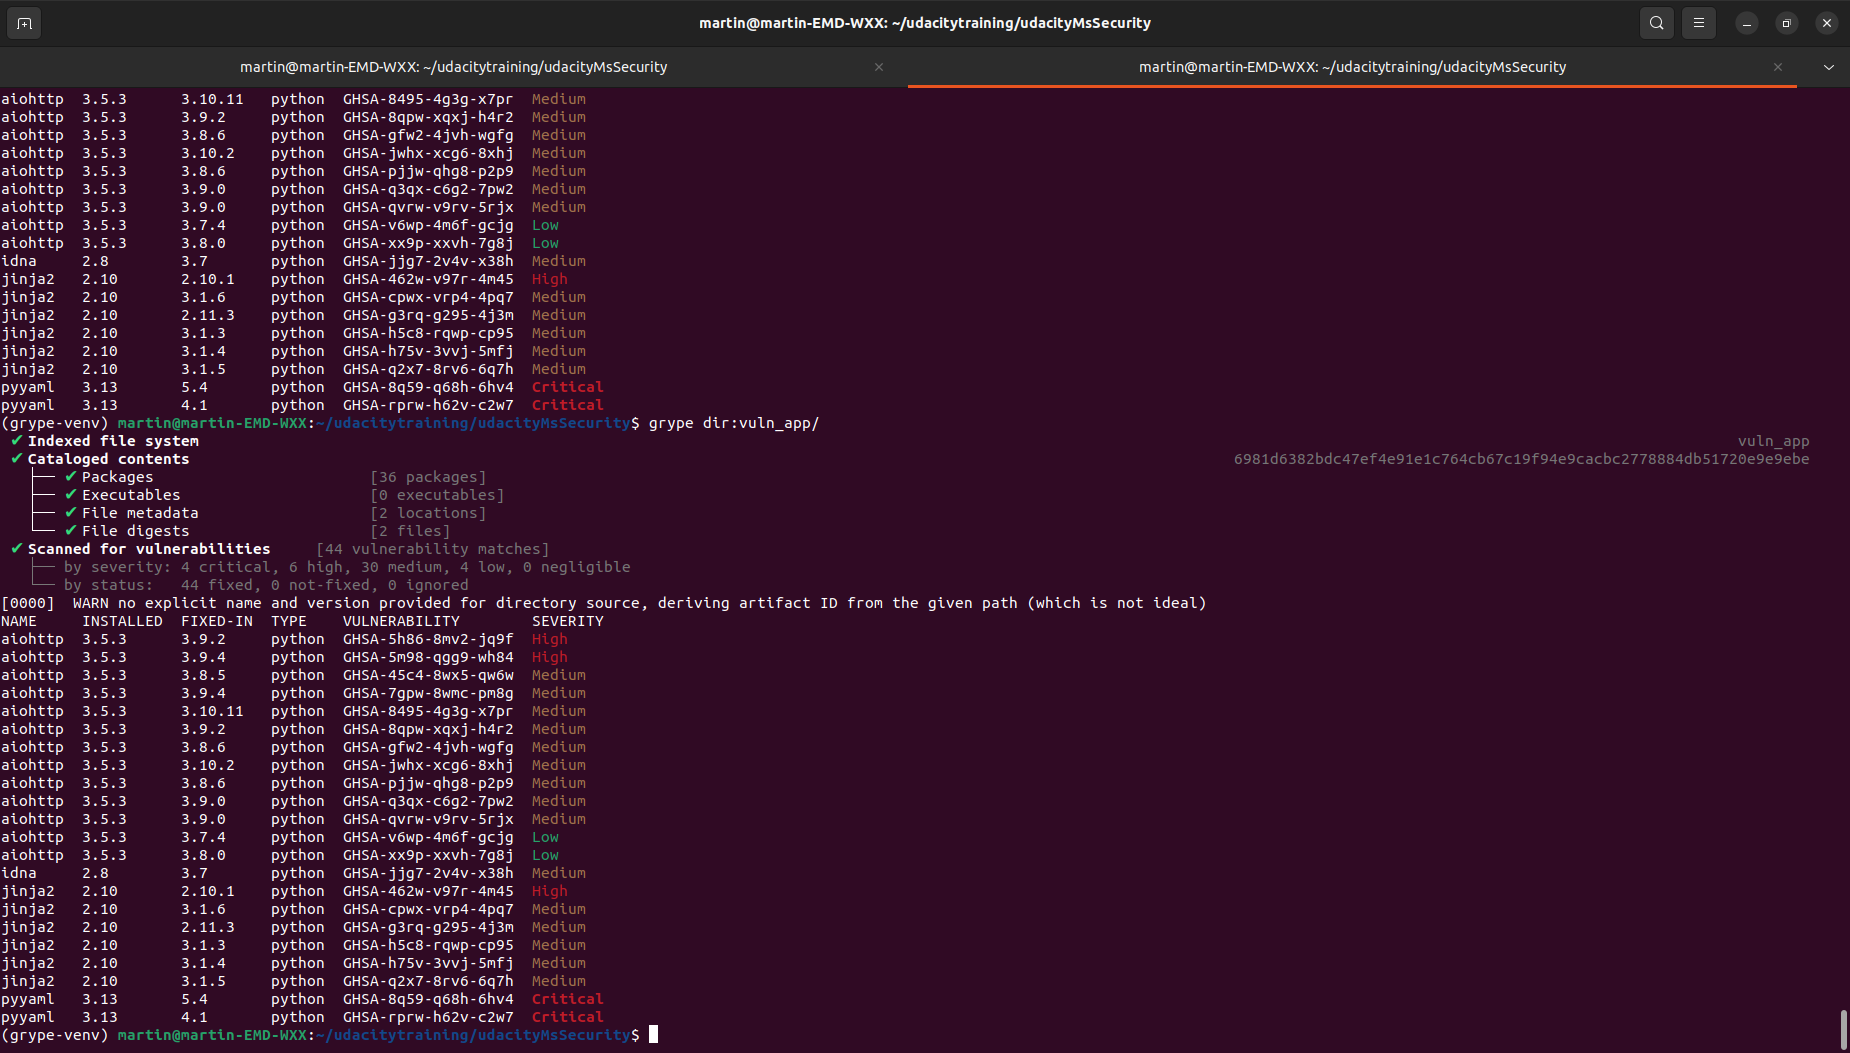 martin@martin-EMD-WXX: ~/udacitytraining/udacityMsSecurity
martin@martin-EMD-WXX: ~/udacitytraining/udacityMsSecurity
martin@martin-EMD-WXX: ~/udacitytraining/udacityMsSecurity
aiohttp  3.5.3      3.10.11   python  GHSA-8495-4g3g-x7pr  Medium
aiohttp  3.5.3      3.9.2     python  GHSA-8qpw-xqxj-h4r2  Medium
aiohttp  3.5.3      3.8.6     python  GHSA-gfw2-4jvh-wgfg  Medium
aiohttp  3.5.3      3.10.2    python  GHSA-jwhx-xcg6-8xhj  Medium
aiohttp  3.5.3      3.8.6     python  GHSA-pjjw-qhg8-p2p9  Medium
aiohttp  3.5.3      3.9.0     python  GHSA-q3qx-c6g2-7pw2  Medium
aiohttp  3.5.3      3.9.0     python  GHSA-qvrw-v9rv-5rjx  Medium
aiohttp  3.5.3      3.7.4     python  GHSA-v6wp-4m6f-gcjg  Low
aiohttp  3.5.3      3.8.0     python  GHSA-xx9p-xxvh-7g8j  Low
idna     2.8        3.7       python  GHSA-jjg7-2v4v-x38h  Medium
jinja2   2.10       2.10.1    python  GHSA-462w-v97r-4m45  High
jinja2   2.10       3.1.6     python  GHSA-cpwx-vrp4-4pq7  Medium
jinja2   2.10       2.11.3    python  GHSA-g3rq-g295-4j3m  Medium
jinja2   2.10       3.1.3     python  GHSA-h5c8-rqwp-cp95  Medium
jinja2   2.10       3.1.4     python  GHSA-h75v-3vvj-5mfj  Medium
jinja2   2.10       3.1.5     python  GHSA-q2x7-8rv6-6q7h  Medium
pyyaml   3.13       5.4       python  GHSA-8q59-q68h-6hv4  Critical
pyyaml   3.13       4.1       python  GHSA-rprw-h62v-c2w7  Critical
(grype-venv) martin@martin-EMD-WXX:~/udacitytraining/udacityMsSecurity$ grype dir:vuln_app/
✔ Indexed file system vuln_app
✔ Cataloged contents 6981d6382bdc47ef4e91e1c764cb67c19f94e9cacbc2778884db51720e9e9ebe
├── ✔ Packages [36 packages]
├── ✔ Executables [0 executables]
├── ✔ File metadata [2 locations]
└── ✔ File digests [2 files]
✔ Scanned for vulnerabilities [44 vulnerability matches]
├── by severity: 4 critical, 6 high, 30 medium, 4 low, 0 negligible
└── by status:   44 fixed, 0 not-fixed, 0 ignored
[0000]  WARN no explicit name and version provided for directory source, deriving artifact ID from the given path (which is not ideal)
NAME     INSTALLED  FIXED-IN  TYPE    VULNERABILITY        SEVERITY
aiohttp  3.5.3      3.9.2     python  GHSA-5h86-8mv2-jq9f  High
aiohttp  3.5.3      3.9.4     python  GHSA-5m98-qgg9-wh84  High
aiohttp  3.5.3      3.8.5     python  GHSA-45c4-8wx5-qw6w  Medium
aiohttp  3.5.3      3.9.4     python  GHSA-7gpw-8wmc-pm8g  Medium
aiohttp  3.5.3      3.10.11   python  GHSA-8495-4g3g-x7pr  Medium
aiohttp  3.5.3      3.9.2     python  GHSA-8qpw-xqxj-h4r2  Medium
aiohttp  3.5.3      3.8.6     python  GHSA-gfw2-4jvh-wgfg  Medium
aiohttp  3.5.3      3.10.2    python  GHSA-jwhx-xcg6-8xhj  Medium
aiohttp  3.5.3      3.8.6     python  GHSA-pjjw-qhg8-p2p9  Medium
aiohttp  3.5.3      3.9.0     python  GHSA-q3qx-c6g2-7pw2  Medium
aiohttp  3.5.3      3.9.0     python  GHSA-qvrw-v9rv-5rjx  Medium
aiohttp  3.5.3      3.7.4     python  GHSA-v6wp-4m6f-gcjg  Low
aiohttp  3.5.3      3.8.0     python  GHSA-xx9p-xxvh-7g8j  Low
idna     2.8        3.7       python  GHSA-jjg7-2v4v-x38h  Medium
jinja2   2.10       2.10.1    python  GHSA-462w-v97r-4m45  High
jinja2   2.10       3.1.6     python  GHSA-cpwx-vrp4-4pq7  Medium
jinja2   2.10       2.11.3    python  GHSA-g3rq-g295-4j3m  Medium
jinja2   2.10       3.1.3     python  GHSA-h5c8-rqwp-cp95  Medium
jinja2   2.10       3.1.4     python  GHSA-h75v-3vvj-5mfj  Medium
jinja2   2.10       3.1.5     python  GHSA-q2x7-8rv6-6q7h  Medium
pyyaml   3.13       5.4       python  GHSA-8q59-q68h-6hv4  Critical
pyyaml   3.13       4.1       python  GHSA-rprw-h62v-c2w7  Critical
(grype-venv) martin@martin-EMD-WXX:~/udacitytraining/udacityMsSecurity$